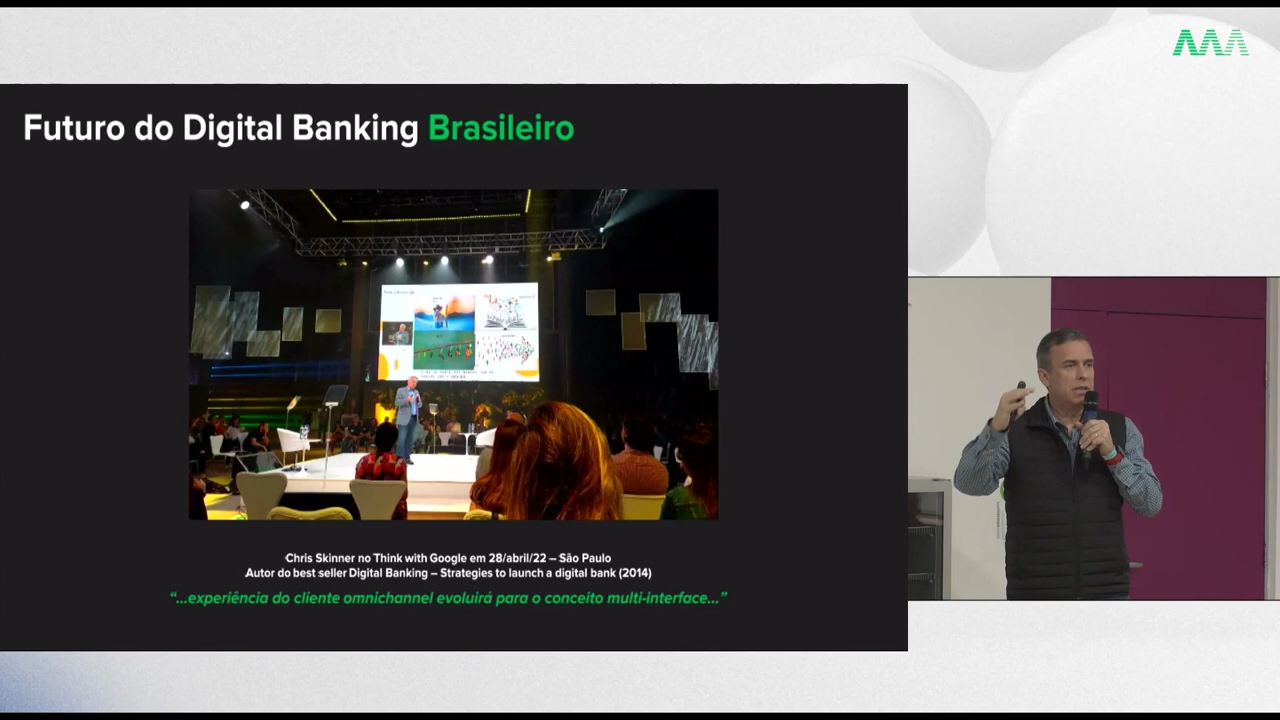 Futuro do Digital Banking Brasileiro
Chris Skinner no Think with Google em 28/abril/22 – São Paulo
Autor do best seller Digital Banking – Strategies to launch a digital bank (2014)
“...experiência do cliente omnichannel evoluirá para o conceito multi-interface...”